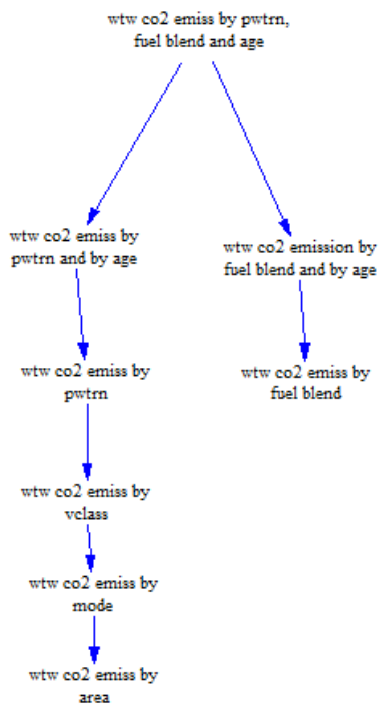 wtw co2 emiss by pwtrn,
fuel blend and age
wtw co2 emiss by
pwtrn and by age
wtw co2 emission by
fuel blend and by age
wtw co2 emiss by
pwtrn
wtw co2 emiss by
fuel blend
wtw co2 emiss by
vclass
wtw co2 emiss by
mode
wtw co2 emiss by
area